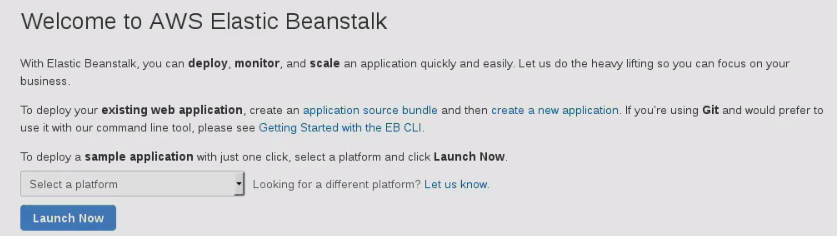 Welcome to AWS Elastic Beanstalk
With Elastic Beanstalk, you can deploy, monitor, and scale an application quickly and easily. Let us do the heavy lifting so you can focus on your
business.
To deploy your existing web application, create an application source bundle and then create a new application. If you're using Git and would prefer to
use it with our command line tool, please see Getting Started with the EB CLI.
To deploy a sample application with just one click, select a platform and click Launch Now.
Select a platform Looking for a different platform? Let us know.
Launch Now